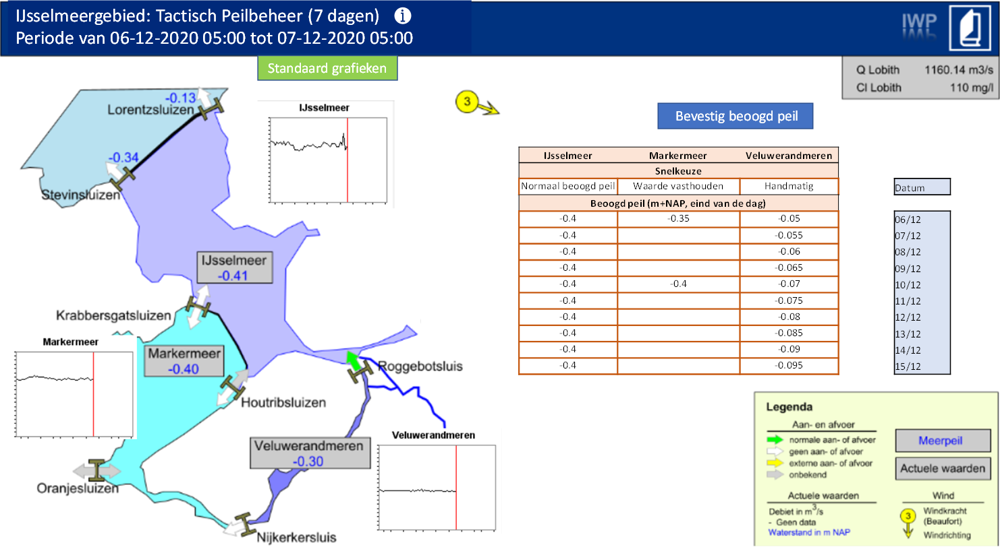 IJsselmeergebied: Tactisch Peilbeheer (7 dagen) i
Periode van 06-12-2020 05:00 tot 07-12-2020 05:00
IWP
Standaard grafieken
Q Lobith 1160.14 m3/s
Cl Lobith 110 mg/l
-0.13
Lorentzsluizen
-0.34
Stevinsluizen
IJsselmeer
3
Bevestig beoogd peil
IJsselmeer Markermeer Veluwerandmeren
Snelkeuze
Normaal beoogd peil Waarde vasthouden Handmatig Datum
Beoogd peil (m+NAP, eind van de dag)
-0.4 -0.35 -0.05 06/12
-0.4 -0.055 07/12
-0.4 -0.06 08/12
-0.4 -0.065 09/12
-0.4 -0.4 -0.07 10/12
-0.4 -0.075 11/12
-0.4 -0.08 12/12
-0.4 -0.085 13/12
-0.4 -0.09 14/12
-0.4 -0.095 15/12
IJsselmeer
-0.41
Krabbersgatsluizen
Markermeer
Markermeer
-0.40
Roggebotsluis
Houtribsluizen
Veluwerandmeren
Veluwerandmeren
-0.30
Oranjesluizen
Nijkerkersluis
Legenda
Aan- en afvoer
normale aan- of afvoer
geen aan- of afvoer
externe aan- of afvoer
onbekend
Meerpeil
Actuele waarden
Actuele waarden
Debiet in m3/s
- Geen data
Waterstand in m NAP
Wind
3
Windkracht
(Beaufort)
Windrichting